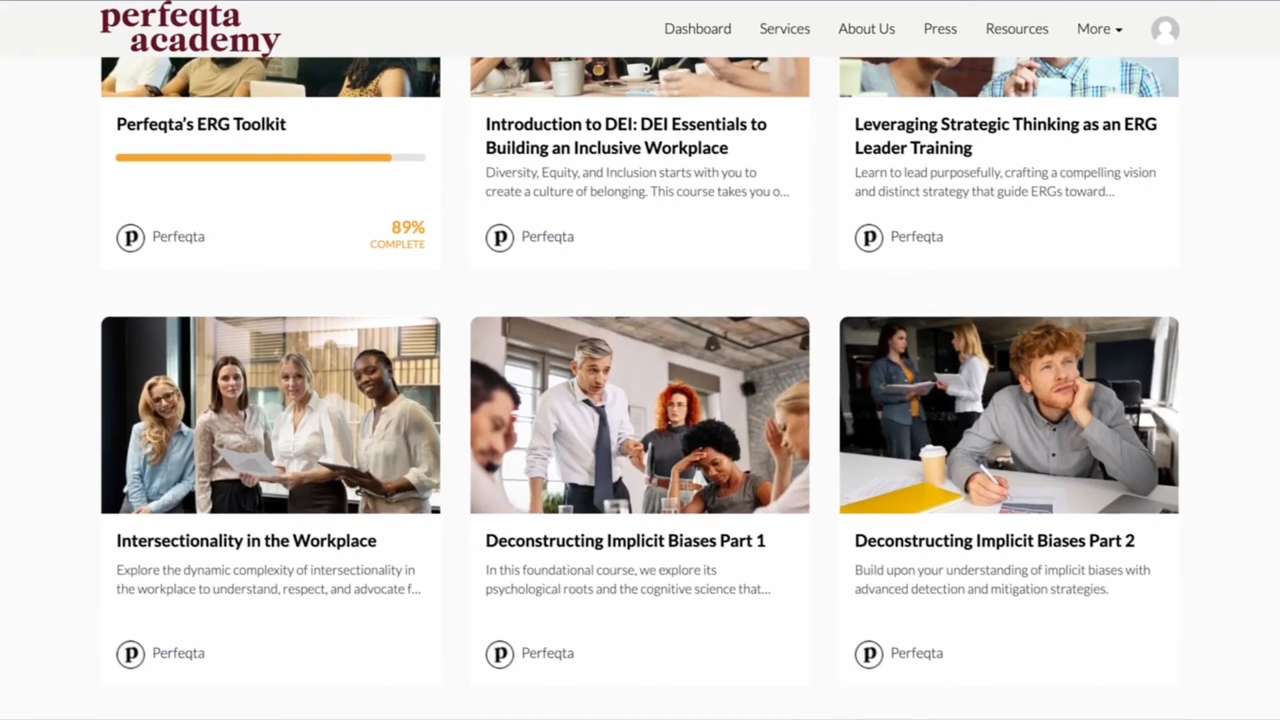 perfeqta
academy
Dashboard
Services
About Us
Press
Resources
More
Perfeqta’s ERG Toolkit
89%
COMPLETE
p
Perfeqta
Introduction to DEI: DEI Essentials to
Building an Inclusive Workplace
Diversity, Equity, and Inclusion starts with you to
create a culture of belonging. This course takes you o...
p
Perfeqta
Leveraging Strategic Thinking as an ERG
Leader Training
Learn to lead purposefully, crafting a compelling vision
and distinct strategy that guide ERGs toward...
p
Perfeqta
Intersectionality in the Workplace
Explore the dynamic complexity of intersectionality in
the workplace to understand, respect, and advocate f...
p
Perfeqta
Deconstructing Implicit Biases Part 1
In this foundational course, we explore its
psychological roots and the cognitive science that...
p
Perfeqta
Deconstructing Implicit Biases Part 2
Build upon your understanding of implicit biases with
advanced detection and mitigation strategies.
p
Perfeqta